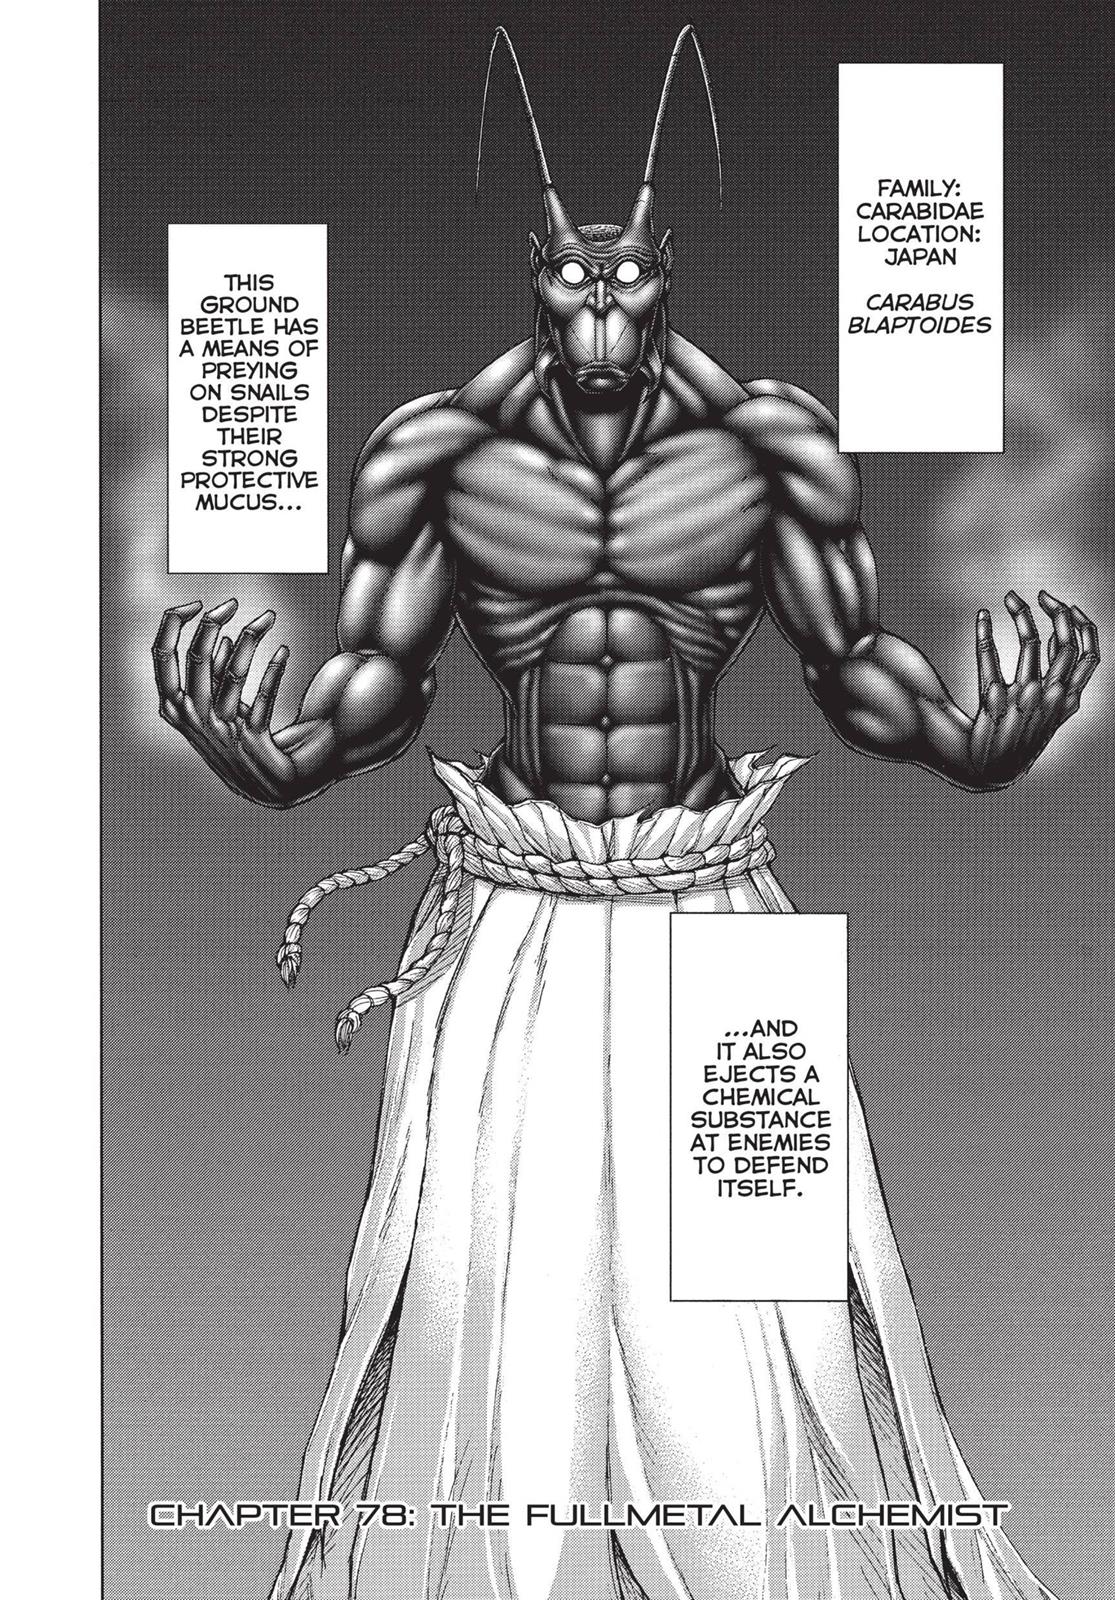 FAMILY:
CARABIDAE
LOCATION:
JAPAN
CARABUS
BLAPTOIDES
THIS
GROUND
BEETLE HAS
A MEANS OF
PREYING
ON SNAILS
DESPITE
THEIR
STRONG
PROTECTIVE
MUCUS...
...AND
IT ALSO
EJECTS A
CHEMICAL
SUBSTANCE
AT ENEMIES
TO DEFEND
ITSELF.
CHAPTER 78: THE FULLMETAL ALCHEMIST